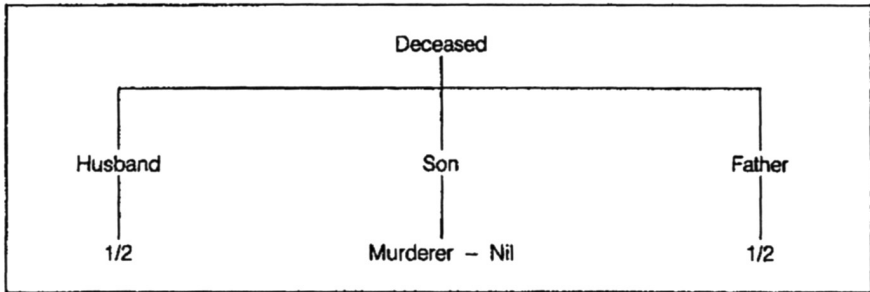 Deceased
Husband Son Father
1/2 Murderer – Nil 1/2